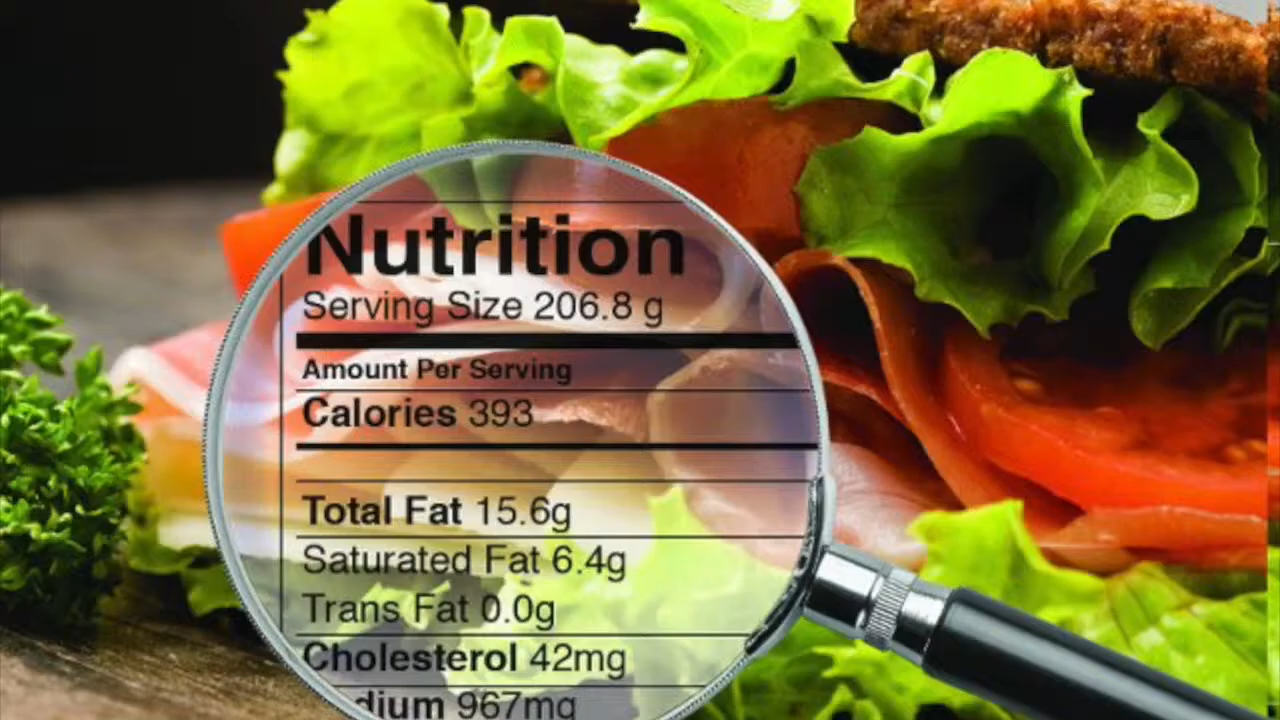 Nutrition
Serving Size 206.8 g
Amount Per Serving
Calories 393
Total Fat 15.6g
Saturated Fat 6.4g
Trans Fat 0.0g
Cholesterol 42mg
dium 967mg